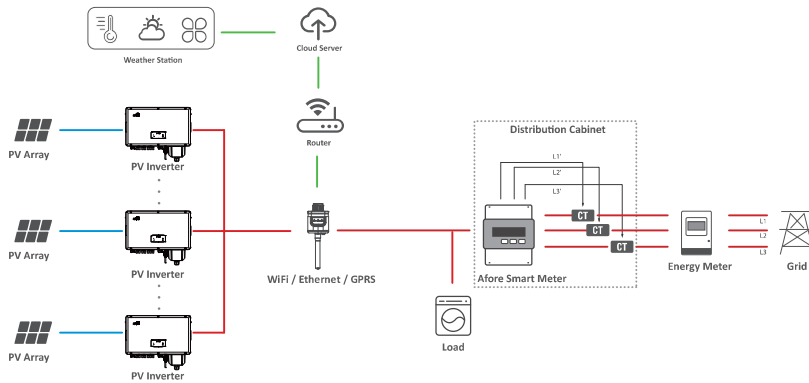 Weather Station
Cloud Server
Router
Distribution Cabinet
L1'
L2'
L3'
PV Array
PV Inverter
CT
CT
CT
L1
L2
L3
PV Array
PV Inverter
WiFi / Ethernet / GPRS
Afore Smart Meter
Energy Meter
Grid
Load
PV Array
PV Inverter